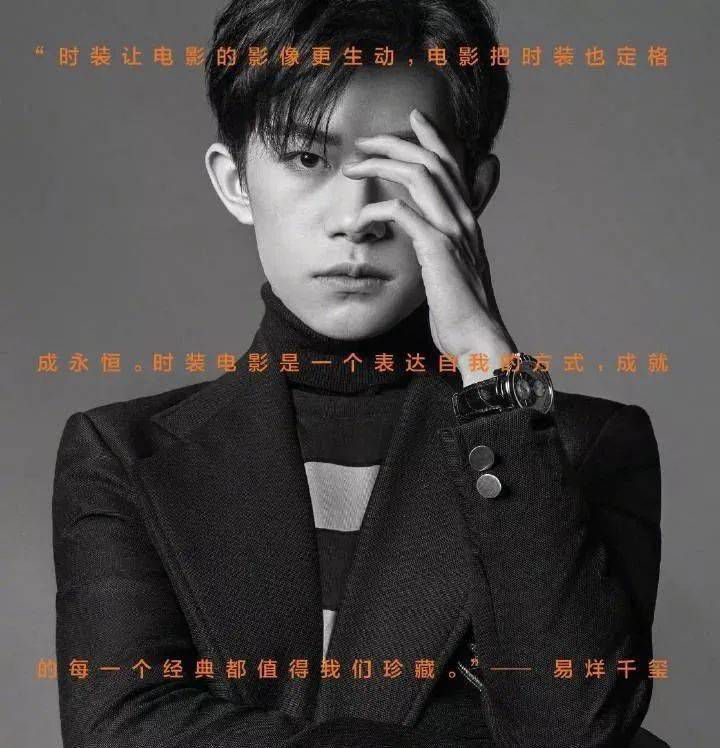 “时装让电影的影像更生动，电影把时装也定格
成永恒。时装电影是一个表达自我的方式，成就
的每一个经典都值得我们珍藏。”—— 易烊千玺